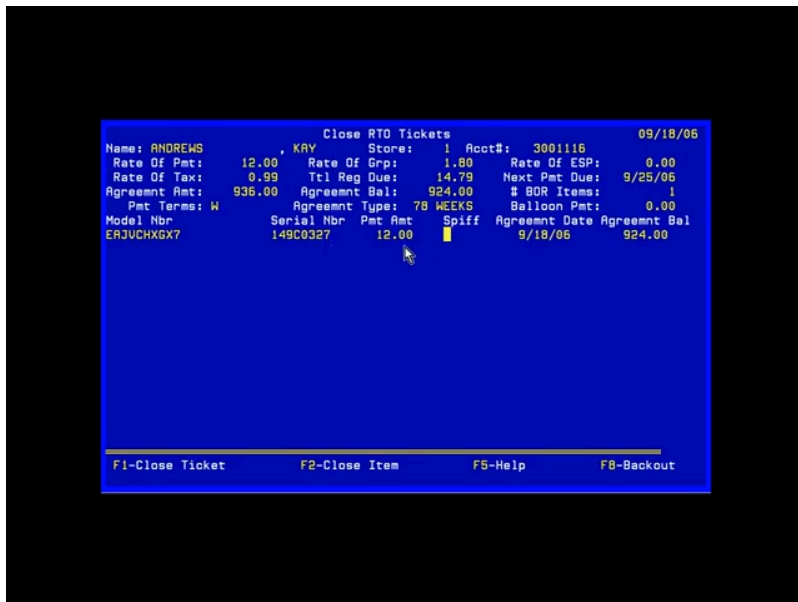 Close RTO Tickets 09/18/06
Name: ANDREWS , KAY Store: 1 Acct#: 3001116
Rate Of Pmt: 12.00 Rate Of Grp: 1.80 Rate Of ESP: 0.00
Rate Of Tax: 0.99 Ttl Reg Due: 14.79 Next Pmt Due: 9/25/06
Agreemnt Amt: 936.00 Agreemnt Bal: 924.00 # BOR Items: 1
Pmt Terms: W Agreemnt Type: 78 WEEKS Balloon Pmt: 0.00
Model Nbr Serial Nbr Pmt Amt Spiff Agreemnt Date Agreemnt Bal
EAJVCHXGX7 149C0327 12.00 9/18/06 924.00
F1-Close Ticket F2-Close Item F5-Help F8-Backout